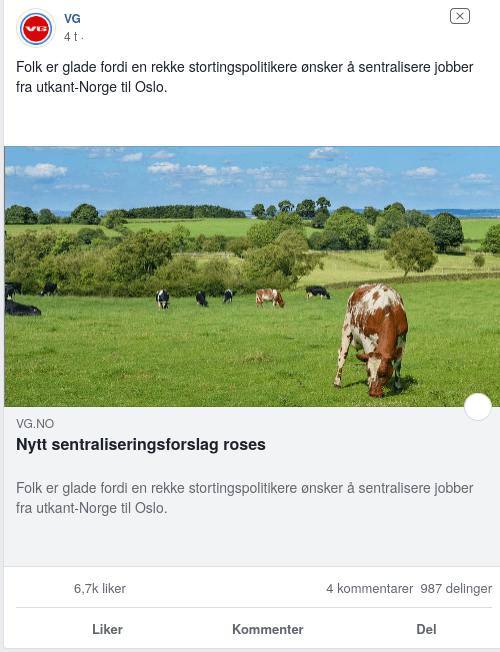 VG
VG
4 t ·
Folk er glade fordi en rekke stortingspolitikere ønsker å sentralisere jobber
fra utkant-Norge til Oslo.
VG.NO
Nytt sentraliseringsforslag roses
Folk er glade fordi en rekke stortingspolitikere ønsker å sentralisere jobber
fra utkant-Norge til Oslo.
6,7k liker
4 kommentarer 987 delinger
Liker
Kommenter
Del